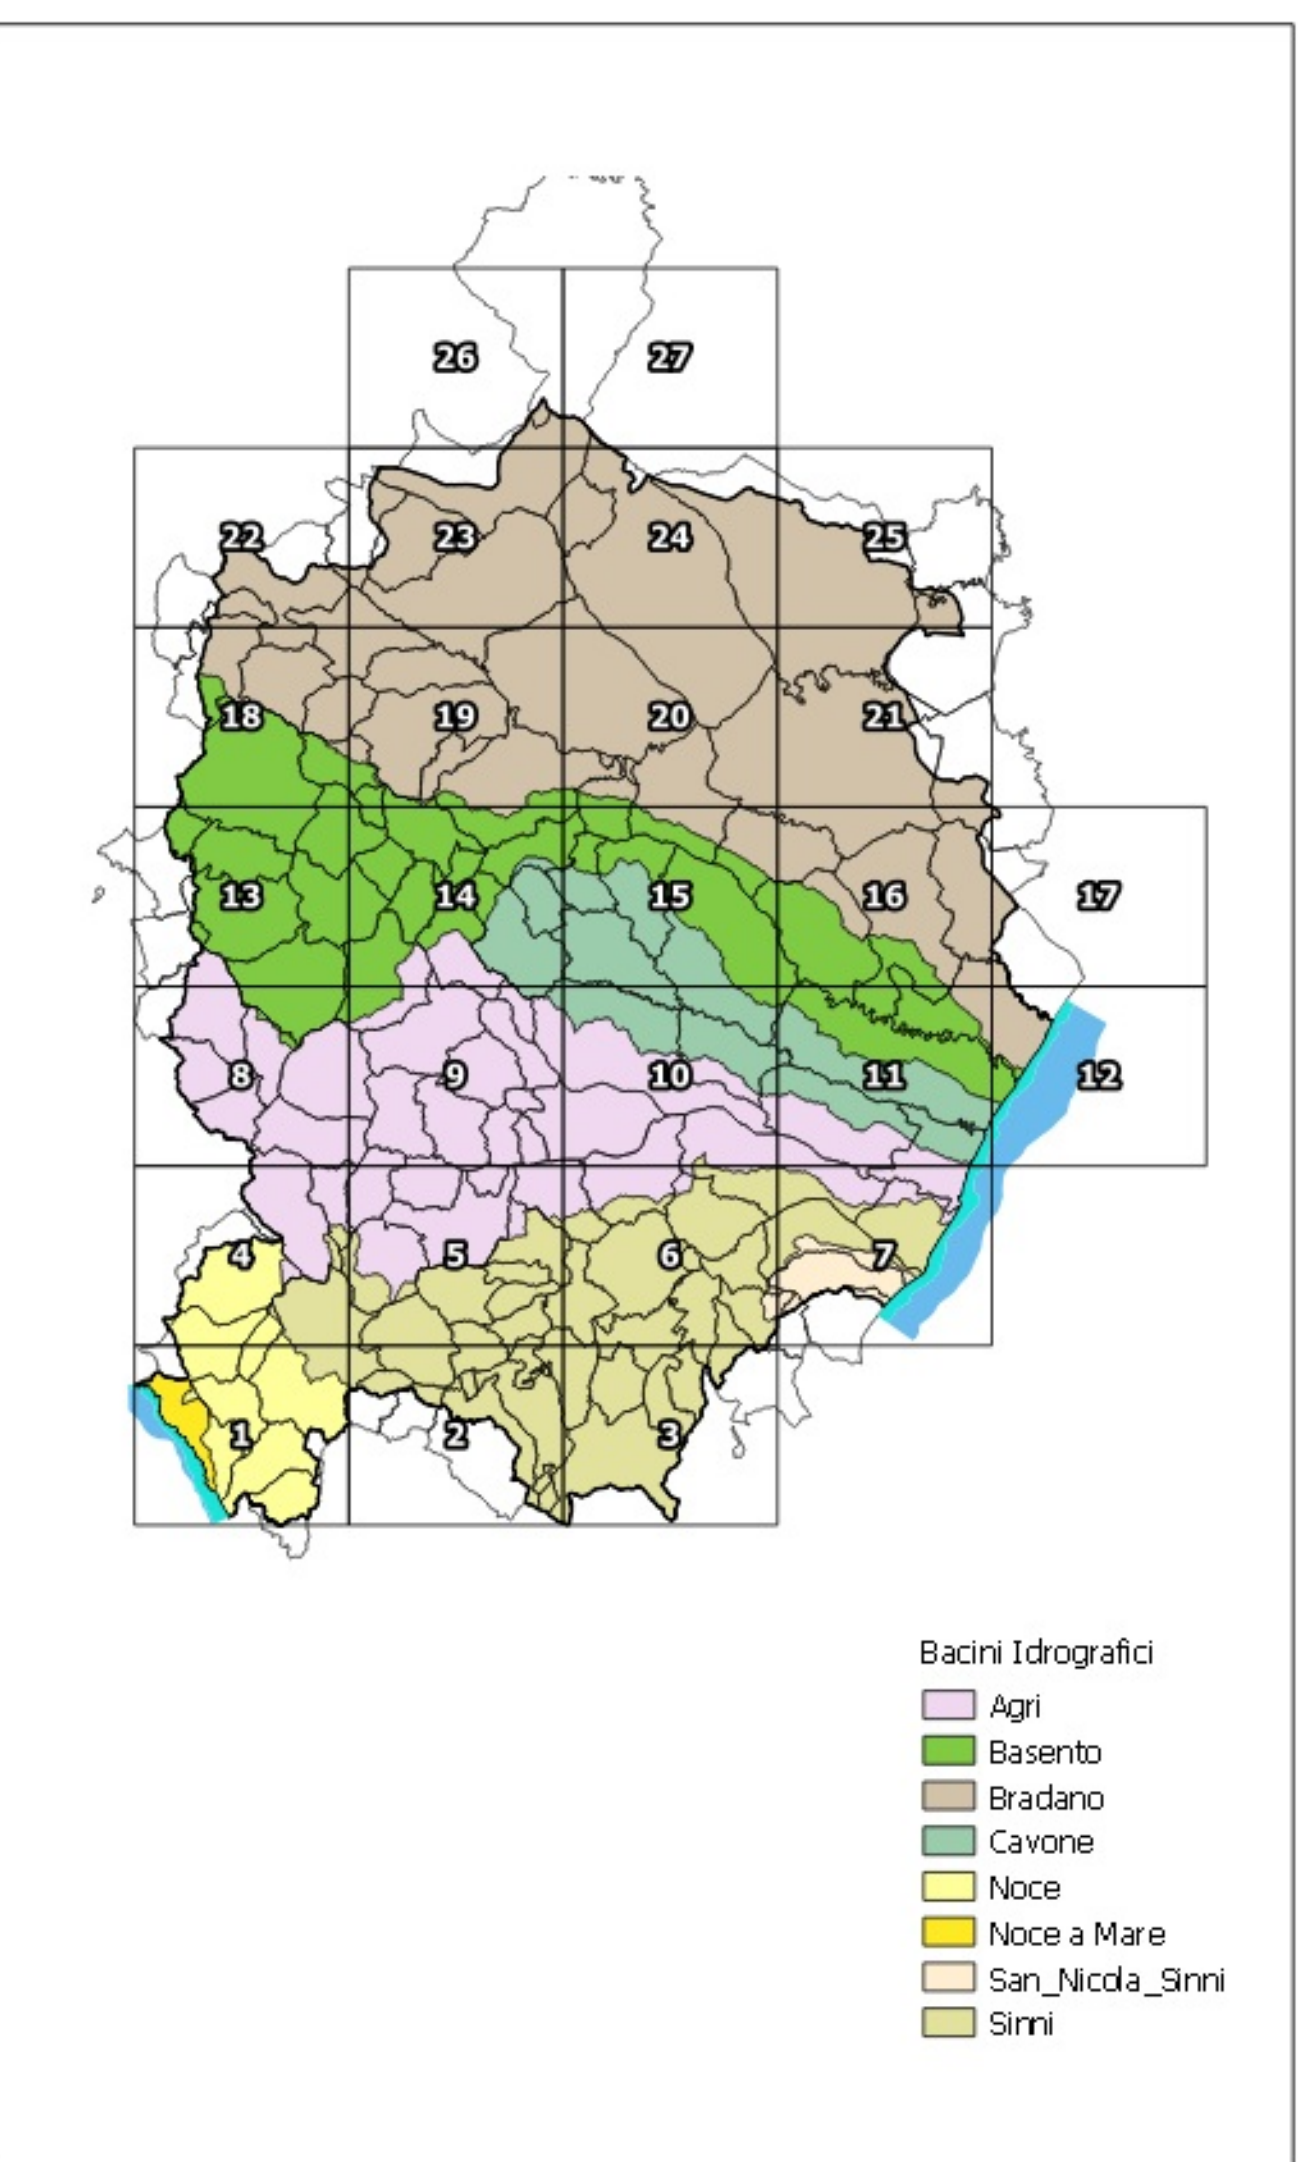 26 27
22 23 24 25
18 19 20 21
13 14 15 16 17
8 9 10 11 12
4 5 6 7
1 2 3
Bacini Idrografici
Agri
Basento
Bradano
Cavone
Noce
Noce a Mare
San_Nicola_Sinni
Sinni